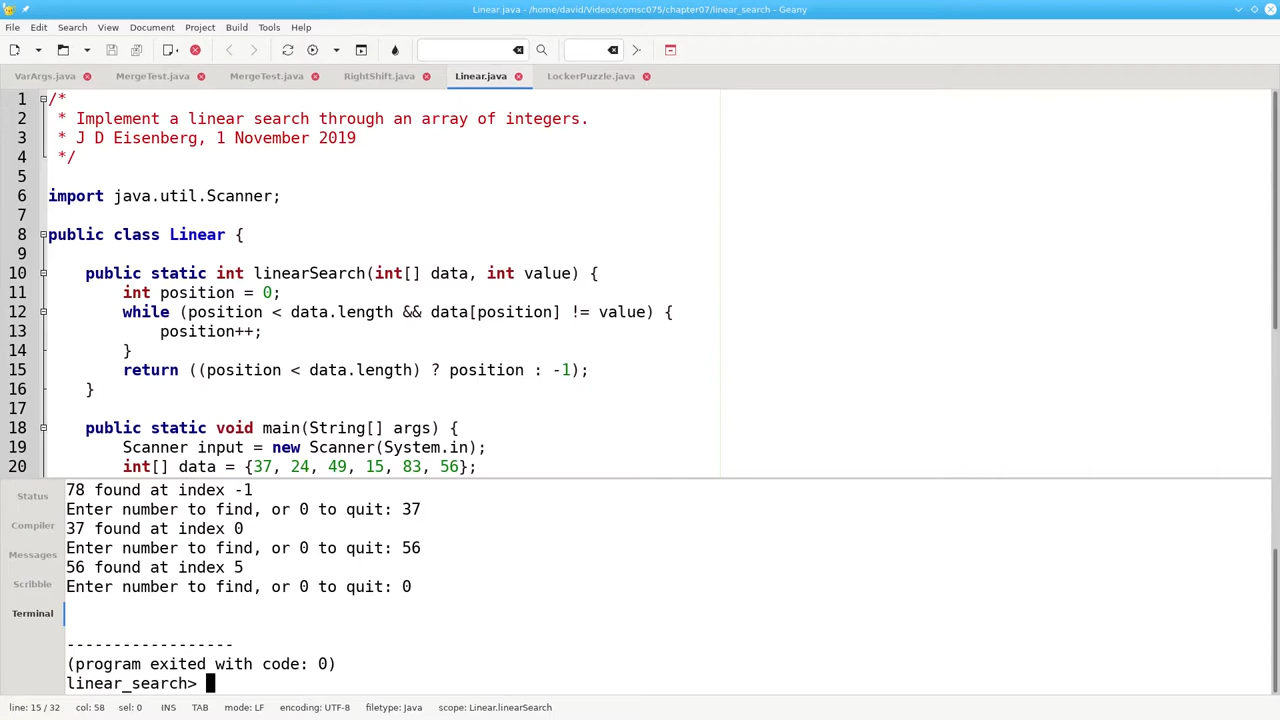 Linear.java - /home/david/Videos/comsc075/chapter07/linear_search - Geany
File Edit Search View Document Project Build Tools Help
VarArgs.java MergeTest.java MergeTest.java RightShift.java Linear.java LockerPuzzle.java
1 /*
2  * Implement a linear search through an array of integers.
3  * J D Eisenberg, 1 November 2019
4  */
5
6 import java.util.Scanner;
7
8 public class Linear {
9
10     public static int linearSearch(int[] data, int value) {
11         int position = 0;
12         while (position < data.length && data[position] != value) {
13             position++;
14         }
15         return ((position < data.length) ? position : -1);
16     }
17
18     public static void main(String[] args) {
19         Scanner input = new Scanner(System.in);
20         int[] data = {37, 24, 49, 15, 83, 56};
Status
Compiler
Messages
Scribble
Terminal
78 found at index -1
Enter number to find, or 0 to quit: 37
37 found at index 0
Enter number to find, or 0 to quit: 56
56 found at index 5
Enter number to find, or 0 to quit: 0
------------------
(program exited with code: 0)
linear_search>
line: 15 / 32 col: 58 sel: 0 INS TAB mode: LF encoding: UTF-8 filetype: Java scope: Linear.linearSearch